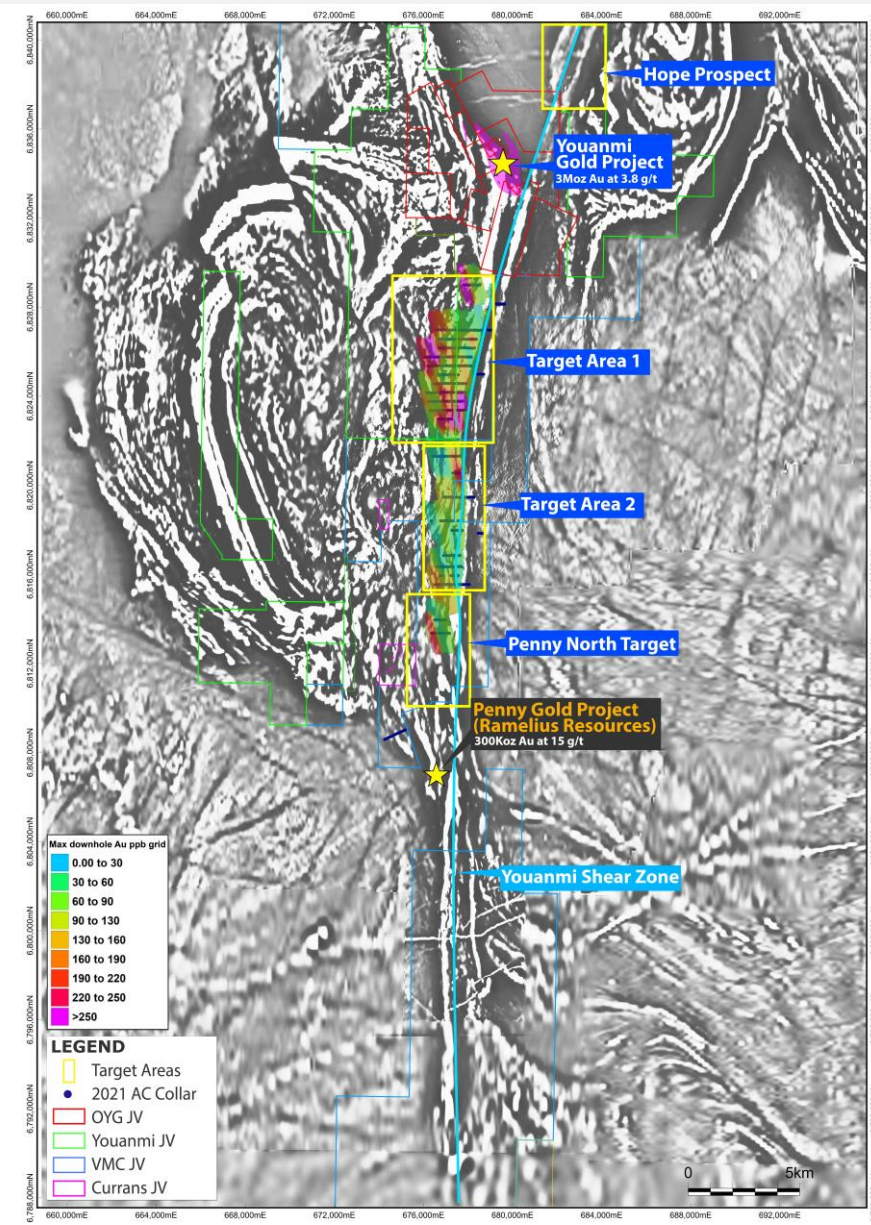 660,000mE 664,000mE 668,000mE 672,000mE 676,000mE 680,000mE 684,000mE 688,000mE 692,000mE
6,840,000mN
Hope Prospect
6,836,000mN
Youanmi
Gold Project
3Moz Au at 3.8 g/t
6,832,000mN
6,828,000mN
Target Area 1
6,824,000mN
6,820,000mN
Target Area 2
6,816,000mN
Penny North Target
6,812,000mN
Penny Gold Project
(Ramelius Resources)
300Koz Au at 15 g/t
6,808,000mN
6,804,000mN
Youanmi Shear Zone
6,800,000mN
6,796,000mN
6,792,000mN
6,788,000mN
Max downhole Au ppb grid
0.00 to 30
30 to 60
60 to 90
90 to 130
130 to 160
160 to 190
190 to 220
220 to 250
>250
LEGEND
Target Areas
2021 AC Collar
OYG JV
Youanmi JV
VMC JV
Currans JV
0 5km
660,000mE 664,000mE 668,000mE 672,000mE 676,000mE 680,000mE 684,000mE 688,000mE 692,000mE